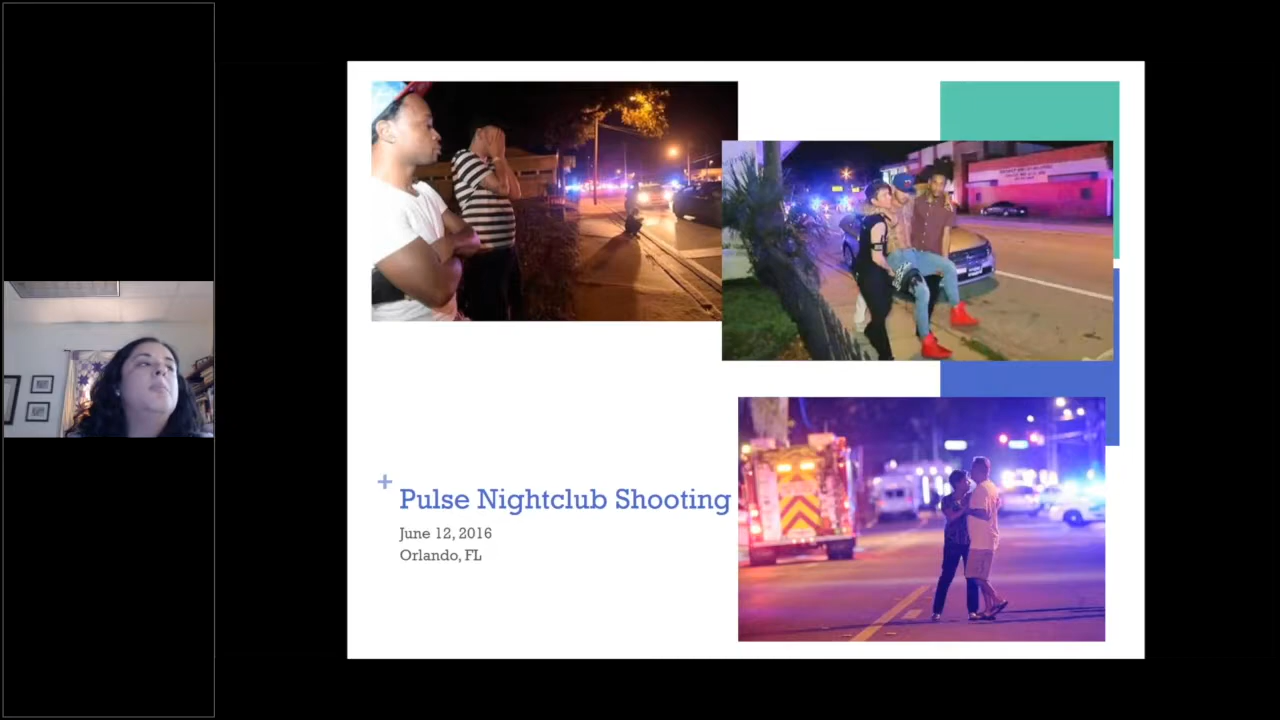 +
Pulse Nightclub Shooting
June 12, 2016
Orlando, FL